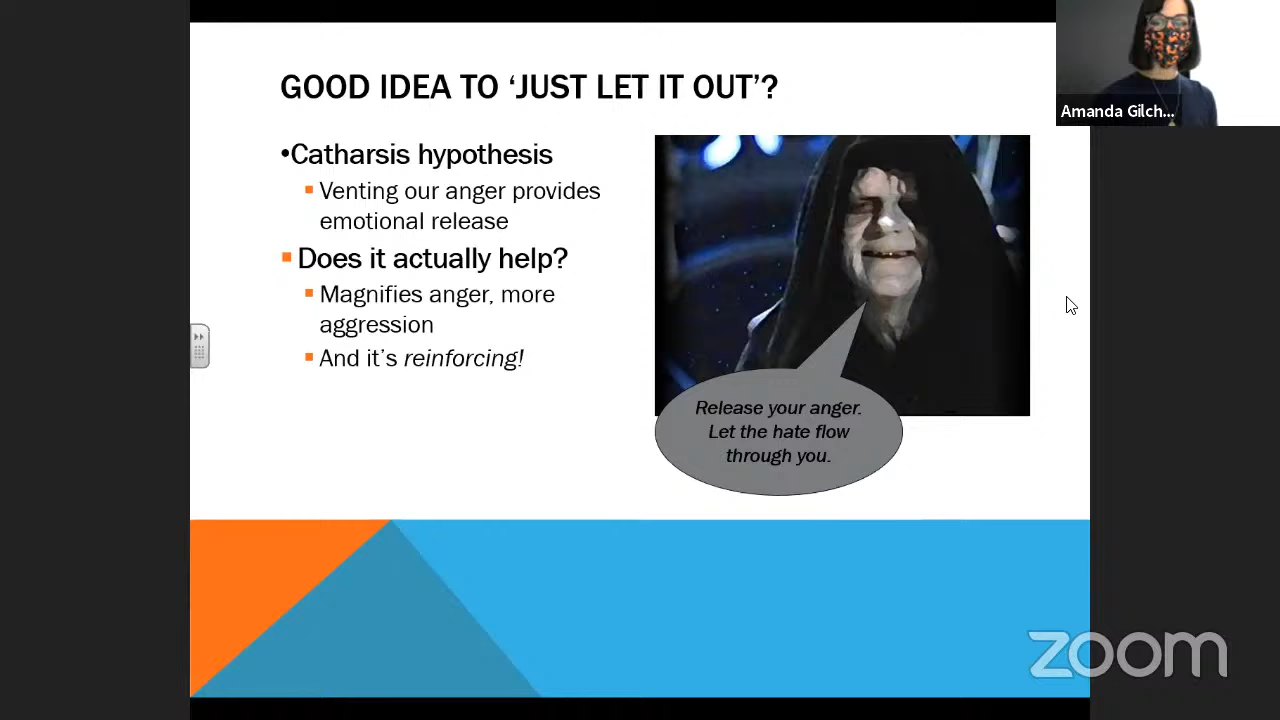 GOOD IDEA TO ‘JUST LET IT OUT’?
Amanda Gilch...
•Catharsis hypothesis
▪ Venting our anger provides
emotional release
▪ Does it actually help?
▪ Magnifies anger, more
aggression
▪ And it’s reinforcing!
Release your anger.
Let the hate flow
through you.
zoom